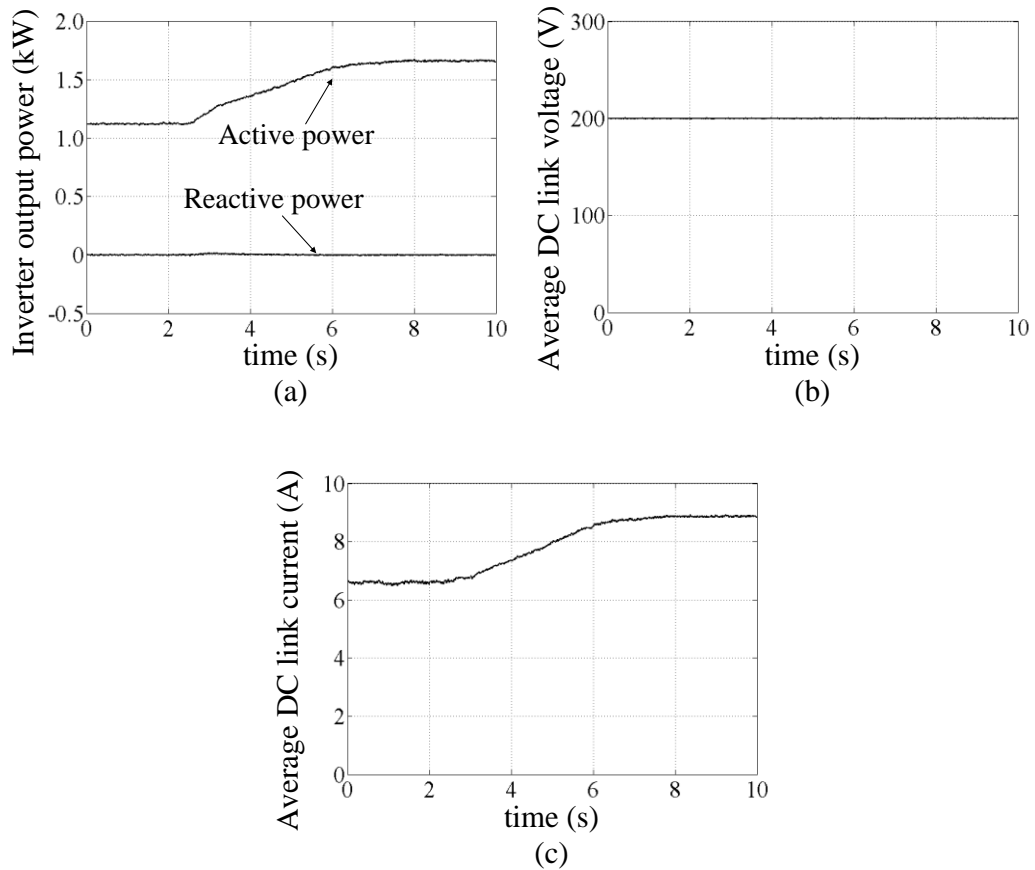 Inverter output power (kW)
2.0
1.5
1.0
0.5
0
-0.5
Active power
Reactive power
0 2 4 6 8 10
time (s)
(a)
Average DC link voltage (V)
300
200
100
0
0 2 4 6 8 10
time (s)
(b)
Average DC link current (A)
10
8
6
4
2
0
0 2 4 6 8 10
time (s)
(c)